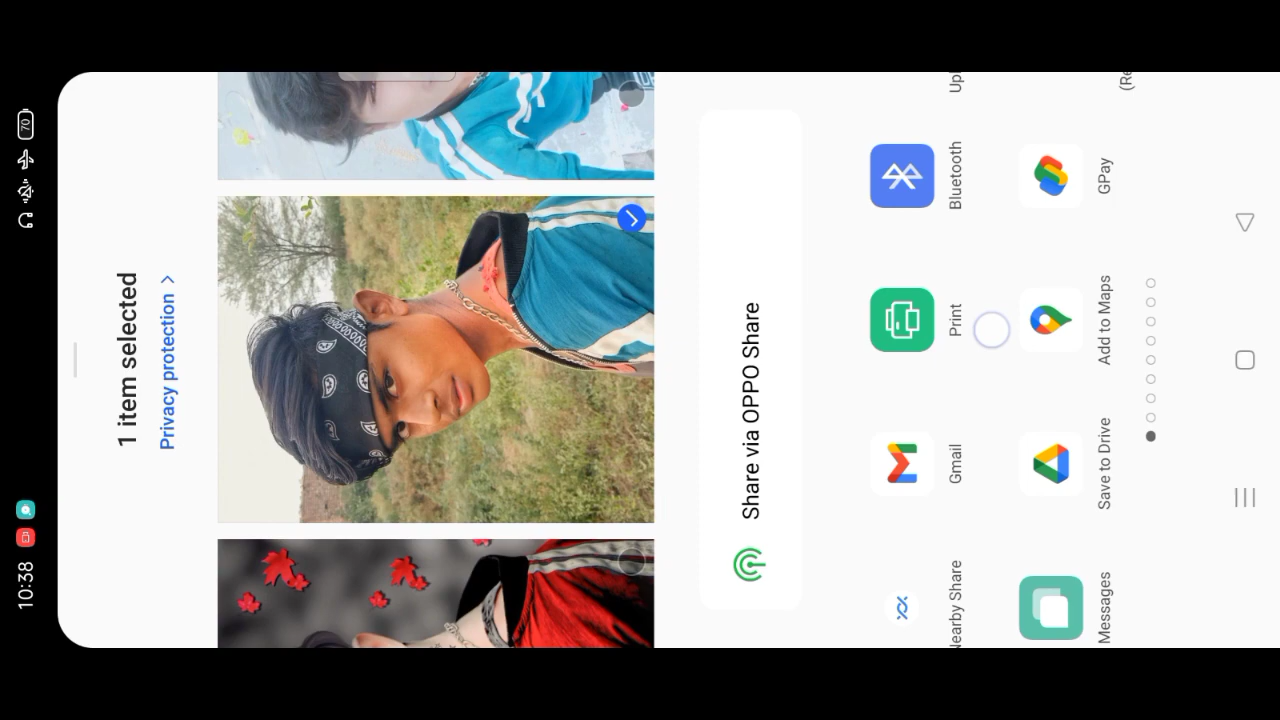 10:38
70
1 item selected
Privacy protection >
Share via OPPO Share
Nearby Share
Gmail
Print
Bluetooth
Messages
Save to Drive
Add to Maps
GPay